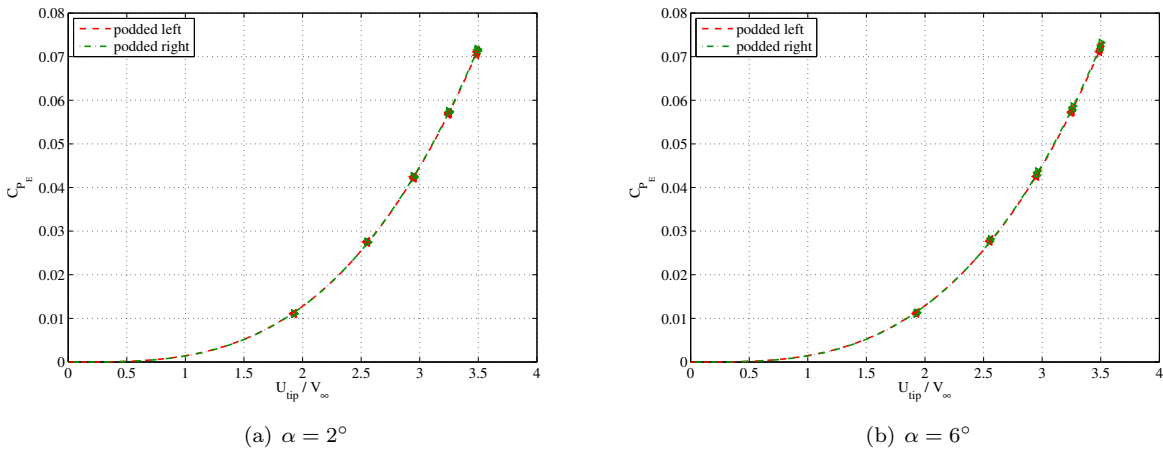 0.08
0.07
0.06
0.05
0.04
0.03
0.02
0.01
0
C_{P_E}
podded left
podded right
0 0.5 1 1.5 2 2.5 3 3.5 4
U_{tip} / V_∞
(a) α = 2°
0.08
0.07
0.06
0.05
0.04
0.03
0.02
0.01
0
C_{P_E}
podded left
podded right
0 0.5 1 1.5 2 2.5 3 3.5 4
U_{tip} / V_∞
(b) α = 6°